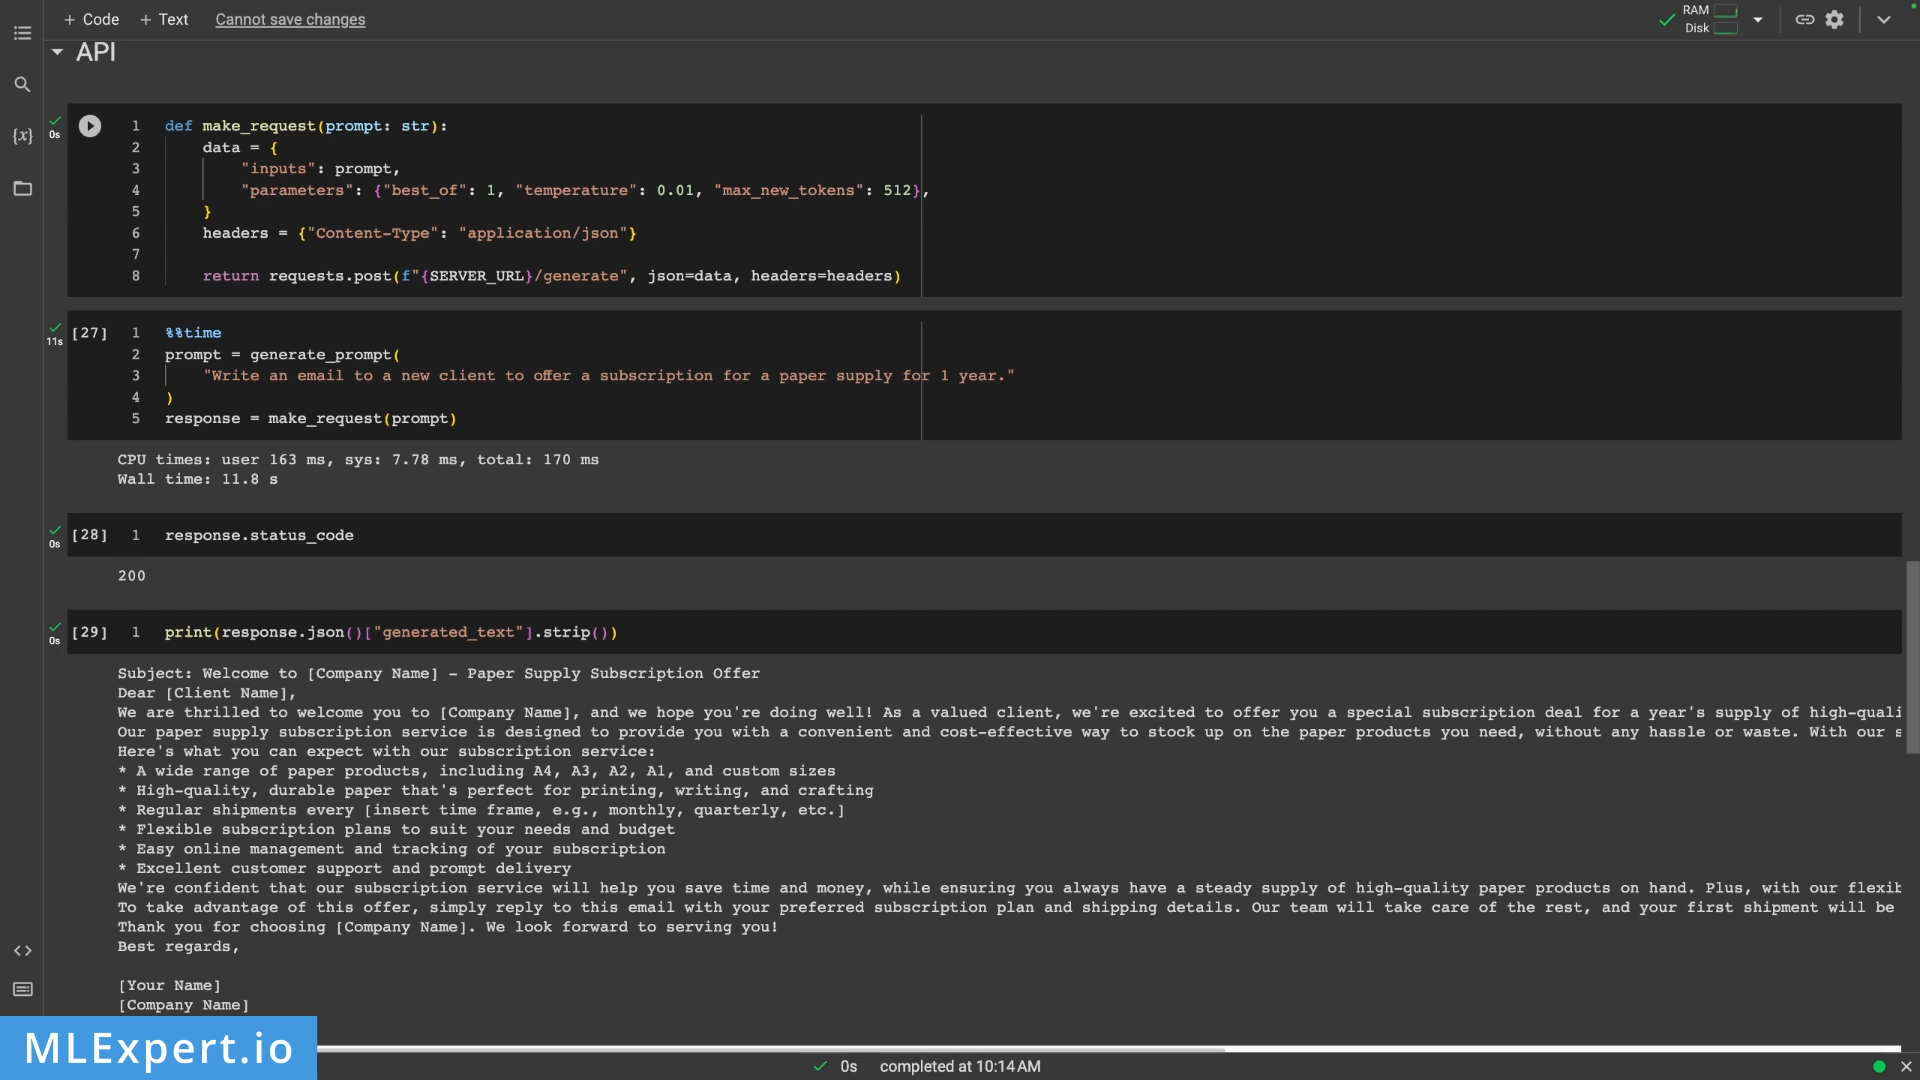 + Code + Text Cannot save changes RAM
Disk
API
{x}
0s
1 def make_request(prompt: str):
2 data = {
3 "inputs": prompt,
4 "parameters": {"best_of": 1, "temperature": 0.01, "max_new_tokens": 512},
5 }
6 headers = {"Content-Type": "application/json"}
7
8 return requests.post(f"{SERVER_URL}/generate", json=data, headers=headers)
11s
[27] 1 %%time
2 prompt = generate_prompt(
3 "Write an email to a new client to offer a subscription for a paper supply for 1 year."
4 )
5 response = make_request(prompt)
CPU times: user 163 ms, sys: 7.78 ms, total: 170 ms
Wall time: 11.8 s
0s
[28] 1 response.status_code
200
0s
[29] 1 print(response.json()["generated_text"].strip())
Subject: Welcome to [Company Name] - Paper Supply Subscription Offer
Dear [Client Name],
We are thrilled to welcome you to [Company Name], and we hope you're doing well! As a valued client, we're excited to offer you a special subscription deal for a year's supply of high-quali
Our paper supply subscription service is designed to provide you with a convenient and cost-effective way to stock up on the paper products you need, without any hassle or waste. With our s
Here's what you can expect with our subscription service:
* A wide range of paper products, including A4, A3, A2, A1, and custom sizes
* High-quality, durable paper that's perfect for printing, writing, and crafting
* Regular shipments every [insert time frame, e.g., monthly, quarterly, etc.]
* Flexible subscription plans to suit your needs and budget
* Easy online management and tracking of your subscription
* Excellent customer support and prompt delivery
We're confident that our subscription service will help you save time and money, while ensuring you always have a steady supply of high-quality paper products on hand. Plus, with our flexib
To take advantage of this offer, simply reply to this email with your preferred subscription plan and shipping details. Our team will take care of the rest, and your first shipment will be
Thank you for choosing [Company Name]. We look forward to serving you!
Best regards,
[Your Name]
[Company Name]
MLExpert.io
0s completed at 10:14 AM